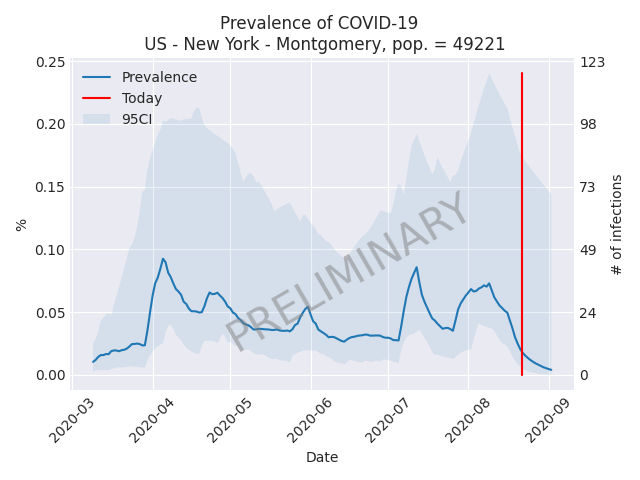 Prevalence of COVID-19
US - New York - Montgomery, pop. = 49221
Prevalence
Today
95CI
%
0.25
0.20
0.15
0.10
0.05
0.00
123
98
73
49
24
0
# of infections
PRELIMINARY
2020-03
2020-04
2020-05
2020-06
2020-07
2020-08
2020-09
Date